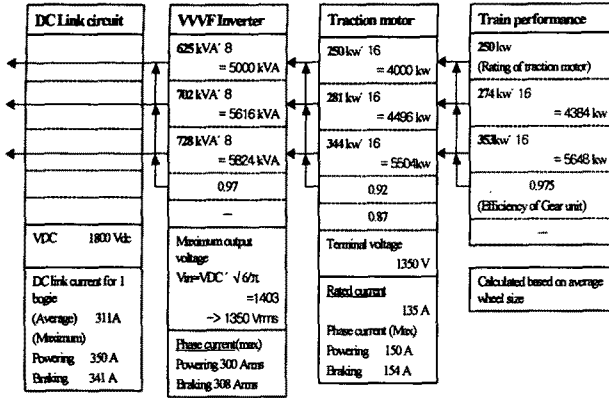 DC Link circuit
VDC 1800 Vdc
DC link current for 1
bogie
(Average) 311A
(Maximum)
Powering 350 A
Braking 341 A
VVVF Inverter
625 kVA´ 8
= 5000 kVA
702 kVA´ 8
= 5616 kVA
728 kVA´ 8
= 5824 kVA
0.97
—
Maximum output
voltage
Vin=VDC´ √6/π
=1403
–> 1350 Vrms
Phase current(max)
Powering 300 Arms
Braking 308 Arms
Traction motor
250 kw´ 16
= 4000 kw
281 kw´ 16
= 4496 kw
344 kw´ 16
= 5504kw
0.92
0.87
Terminal voltage
1350 V
Rated current
135 A
Phase current (Max)
Powering 150 A
Braking 154 A
Train performance
250 kw
(Rating of traction motor)
274 kw´ 16
= 4384 kw
353kw´ 16
= 5648 kw
0.975
(Efficiency of Gear unit)
—
Calculated based on average
wheel size